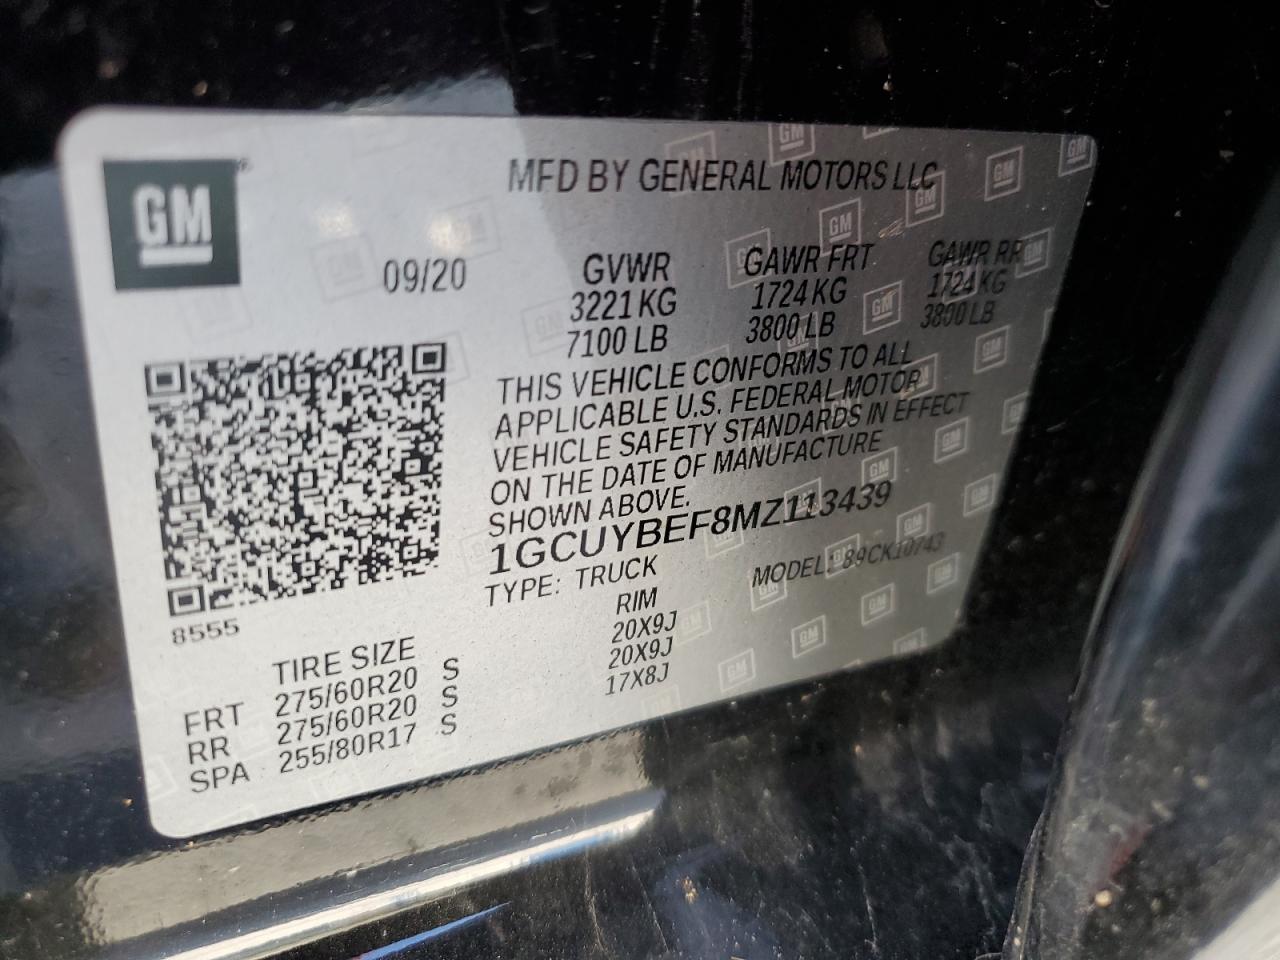 GM
MFD BY GENERAL MOTORS LLC
09/20
GVWR GAWR FRT GAWR RR
3221 KG 1724 KG 1724 KG
7100 LB 3800 LB 3800 LB
THIS VEHICLE CONFORMS TO ALL
APPLICABLE U.S. FEDERAL MOTOR
VEHICLE SAFETY STANDARDS IN EFFECT
ON THE DATE OF MANUFACTURE
SHOWN ABOVE.
1GCUYBEF8MZ113439
TYPE: TRUCK MODEL: 89CK10743
8555
TIRE SIZE RIM
FRT 275/60R20 S 20X9J
RR 275/60R20 S 20X9J
SPA 255/80R17 S 17X8J